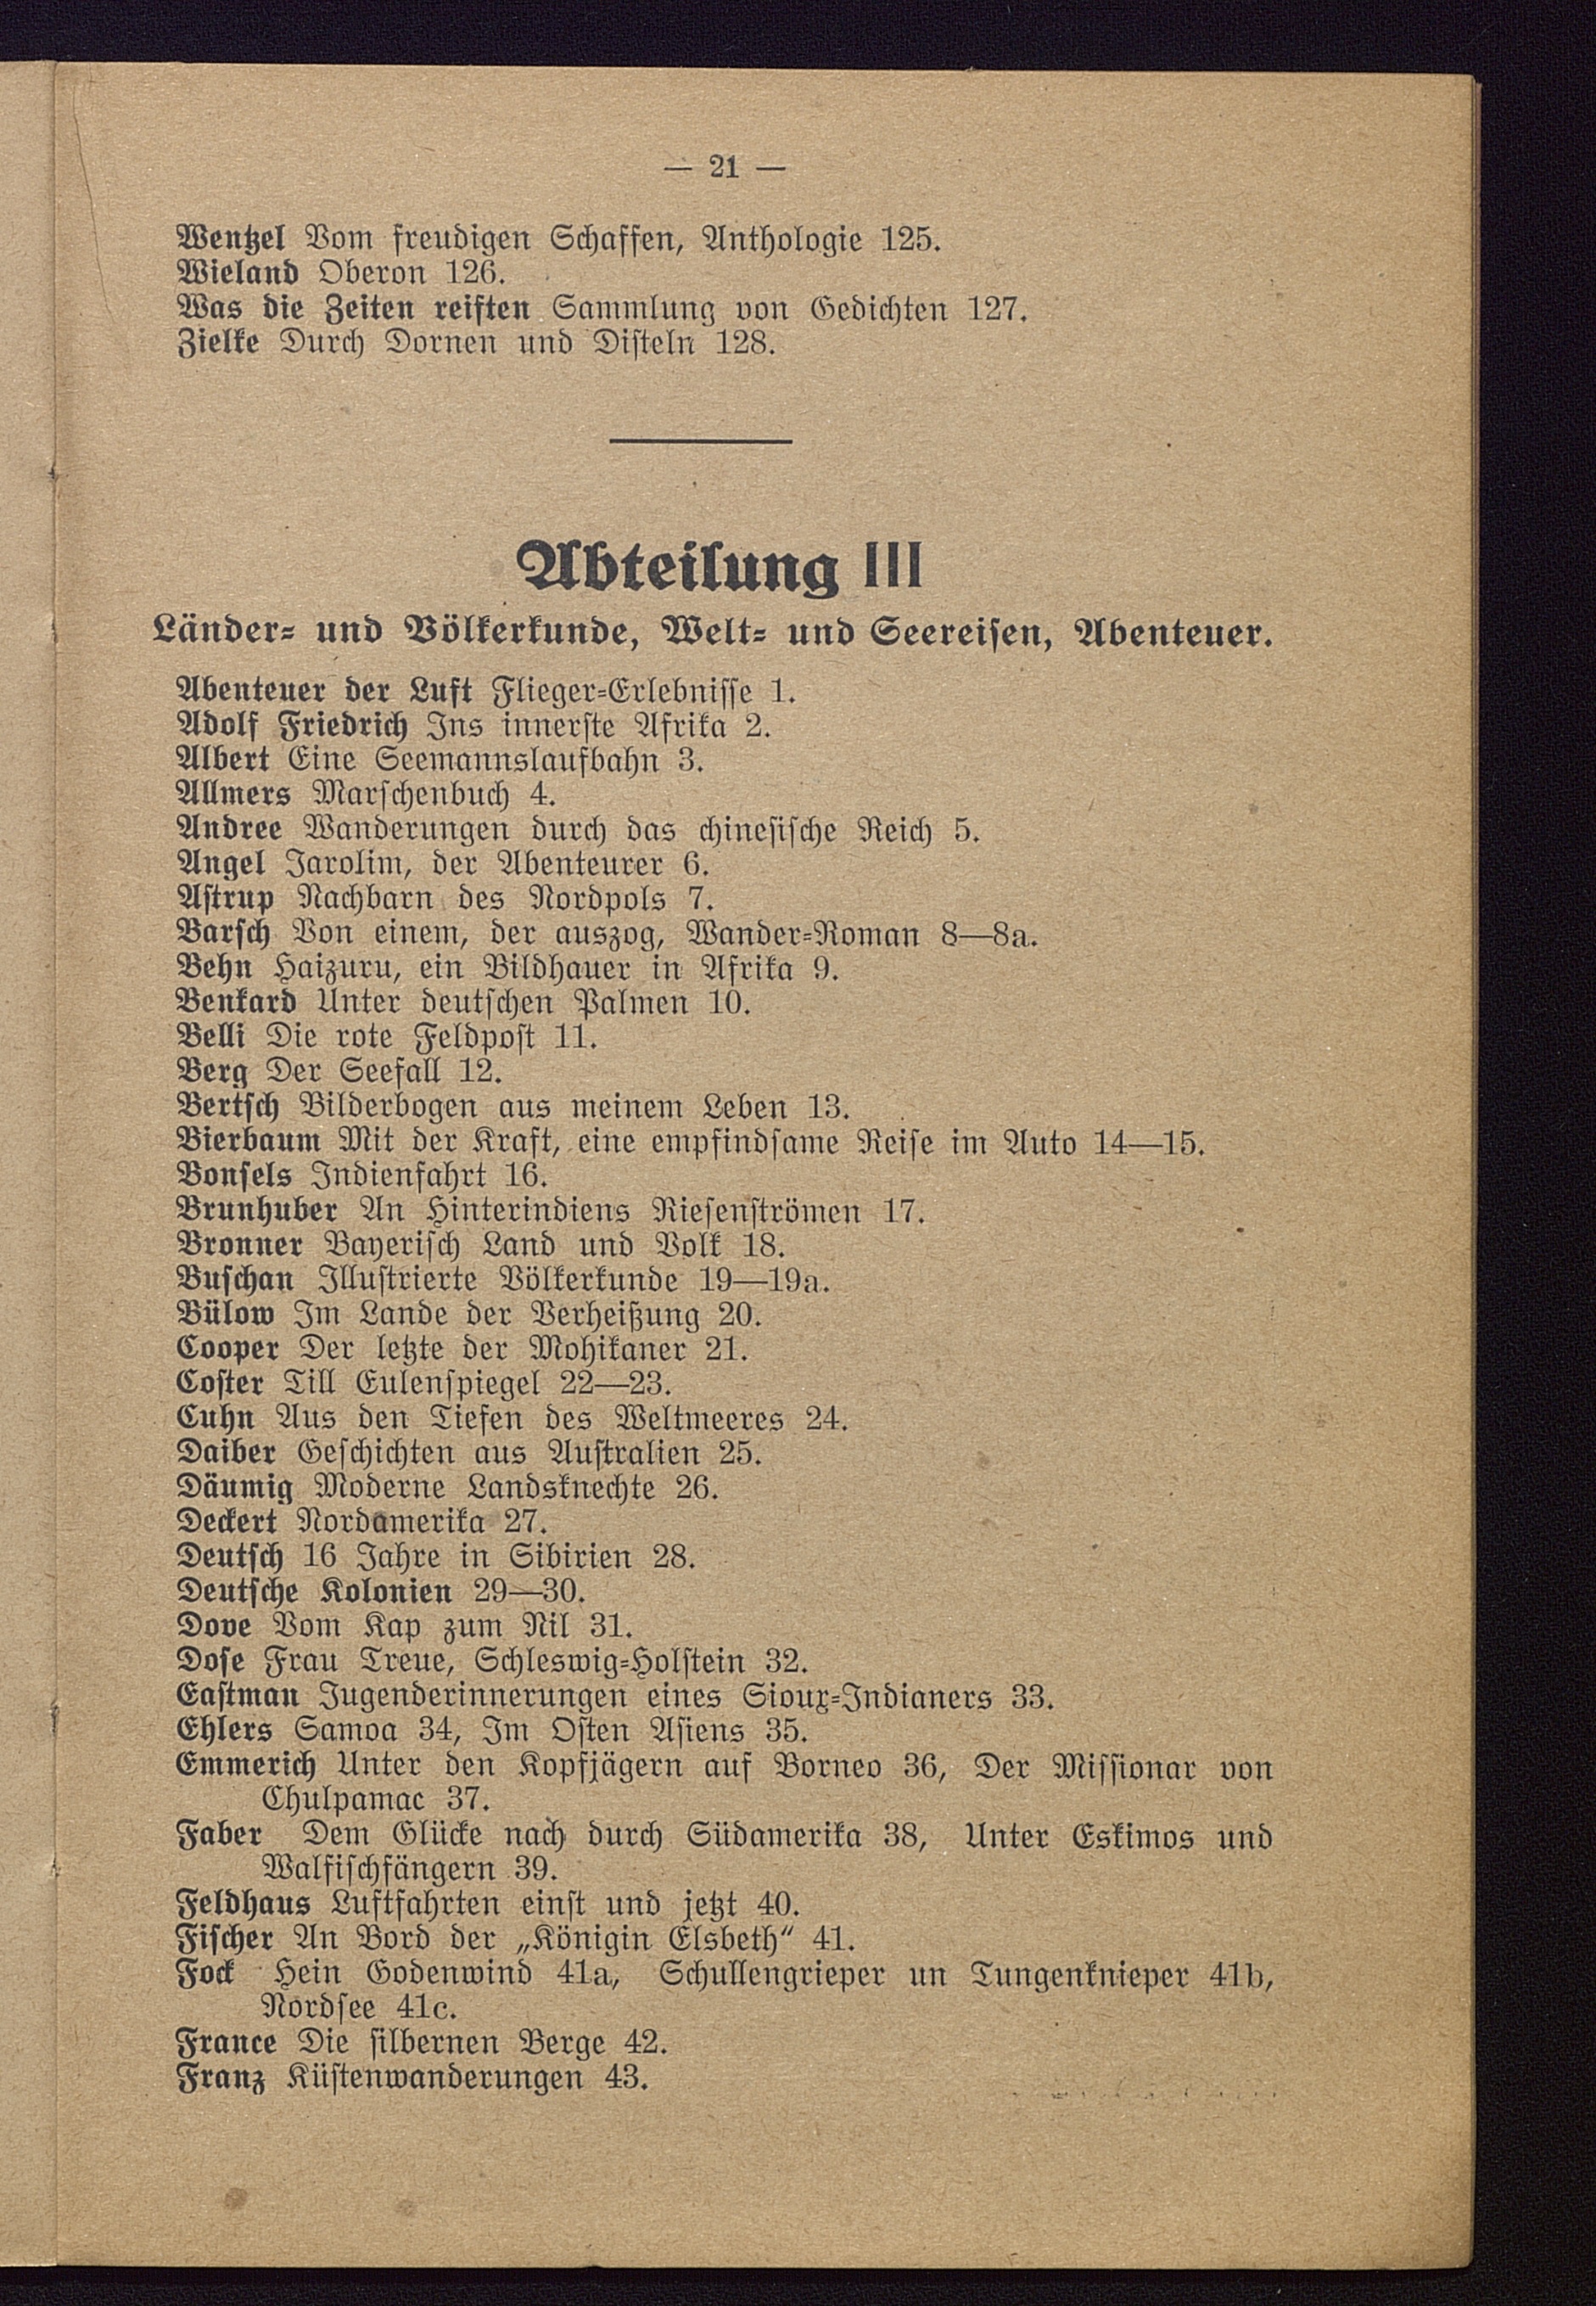 — 21 —
Wentzel Vom freudigen Schaffen, Anthologie 125.
Wieland Oberon 126.
Was die Zeiten reiften Sammlung von Gedichten 127.
Zielke Durch Dornen und Disteln 128.
Abteilung III
Länder- und Völkerkunde, Welt- und Seereisen, Abenteuer.
Abenteuer der Luft Flieger-Erlebnisse 1.
Adolf Friedrich Ins innerste Afrika 2.
Albert Eine Seemannslaufbahn 3.
Allmers Marschenbuch 4.
Andree Wanderungen durch das chinesische Reich 5.
Angel Jarolim, der Abenteurer 6.
Astrup Nachbarn des Nordpols 7.
Barsch Von einem, der auszog, Wander-Roman 8—8a.
Behn Haizuru, ein Bildhauer in Afrika 9.
Benkard Unter deutschen Palmen 10.
Belli Die rote Feldpost 11.
Berg Der Seefall 12.
Bertsch Bilderbogen aus meinem Leben 13.
Bierbaum Mit der Kraft, eine empfindsame Reise im Auto 14—15.
Bonsels Indienfahrt 16.
Brunhuber An Hinterindiens Riesenströmen 17.
Bronner Bayerisch Land und Volk 18.
Buschan Illustrierte Völkerkunde 19—19a.
Bülow Im Lande der Verheißung 20.
Cooper Der letzte der Mohikaner 21.
Coster Till Eulenspiegel 22—23.
Cuhn Aus den Tiefen des Weltmeeres 24.
Daiber Geschichten aus Australien 25.
Däumig Moderne Landsknechte 26.
Deckert Nordamerika 27.
Deutsch 16 Jahre in Sibirien 28.
Deutsche Kolonien 29—30.
Dove Vom Kap zum Nil 31.
Dose Frau Treue, Schleswig-Holstein 32.
Eastman Jugenderinnerungen eines Sioux-Indianers 33.
Ehlers Samoa 34, Im Osten Asiens 35.
Emmerich Unter den Kopfjägern auf Borneo 36, Der Missionar von
Chulpamac 37.
Faber Dem Glücke nach durch Südamerika 38, Unter Eskimos und
Walfischfängern 39.
Feldhaus Luftfahrten einst und jetzt 40.
Fischer An Bord der „Königin Elsbeth“ 41.
Fock Hein Godenwind 41a, Schullengrieper un Tungenknieper 41b,
Nordsee 41c.
France Die silbernen Berge 42.
Franz Küstenwanderungen 43.